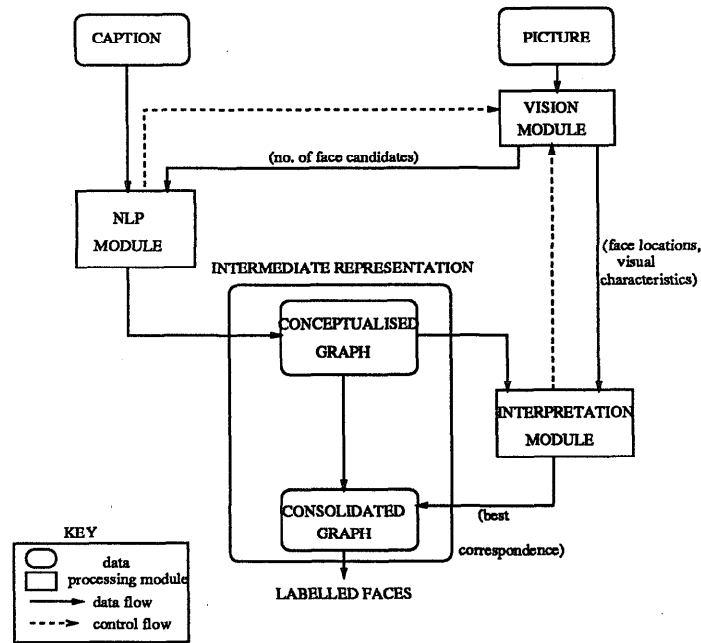 CAPTION
PICTURE
VISION
MODULE
(no. of face candidates)
NLP
MODULE
(face locations,
visual
characteristics)
INTERMEDIATE REPRESENTATION
CONCEPTUALISED
GRAPH
INTERPRETATION
MODULE
CONSOLIDATED
GRAPH
(best
correspondence)
LABELLED FACES
KEY
data
processing module
data flow
control flow